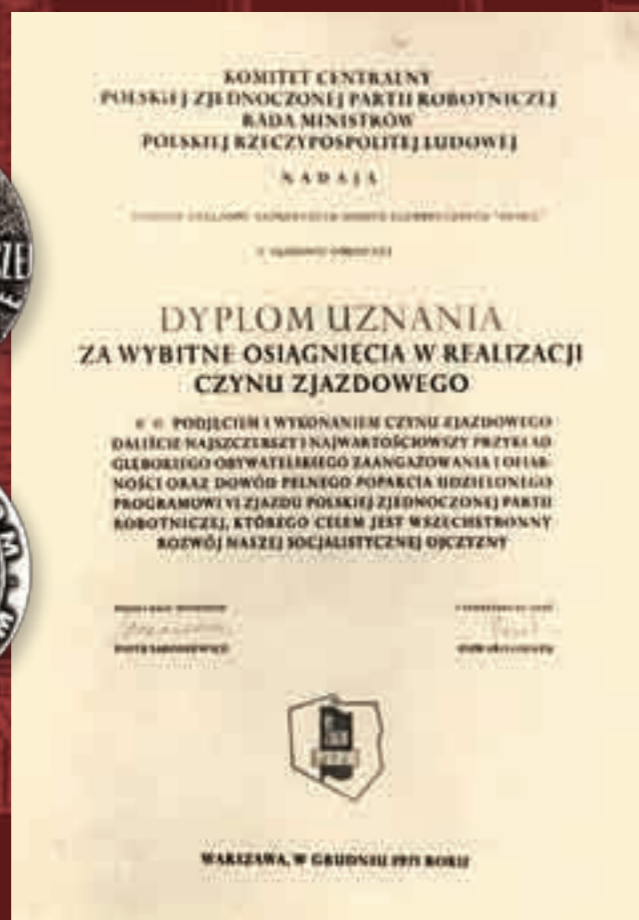 KOMITET CENTRALNY
POLSKIEJ ZJEDNOCZONEJ PARTII ROBOTNICZEJ
RADA MINISTRÓW
POLSKIEJ RZECZYPOSPOLITEJ LUDOWEJ
NADAJĄ
DYPLOM UZNANIA
ZA WYBITNE OSIĄGNIĘCIA W REALIZACJI
CZYNU ZJAZDOWEGO
PODJĘCIEM I WYKONANIEM CZYNU ZJAZDOWEGO
DALIŚCIE NAJSZCZERSZY I NAJWARTOŚCIOWSZY PRZYKŁAD
GŁĘBOKIEGO OBYWATELSKIEGO ZAANGAŻOWANIA I OFIAR-
NOŚCI ORAZ DOWÓD PEŁNEGO POPARCIA UDZIELONEGO
PROGRAMOWI VI ZJAZDU POLSKIEJ ZJEDNOCZONEJ PARTII
ROBOTNICZEJ, KTÓREGO CELEM JEST WSZECHSTRONNY
ROZWÓJ NASZEJ SOCJALISTYCZNEJ OJCZYZNY
PIOTR JAROSZEWICZ
WARSZAWA, W GRUDNIU 1971 ROKU